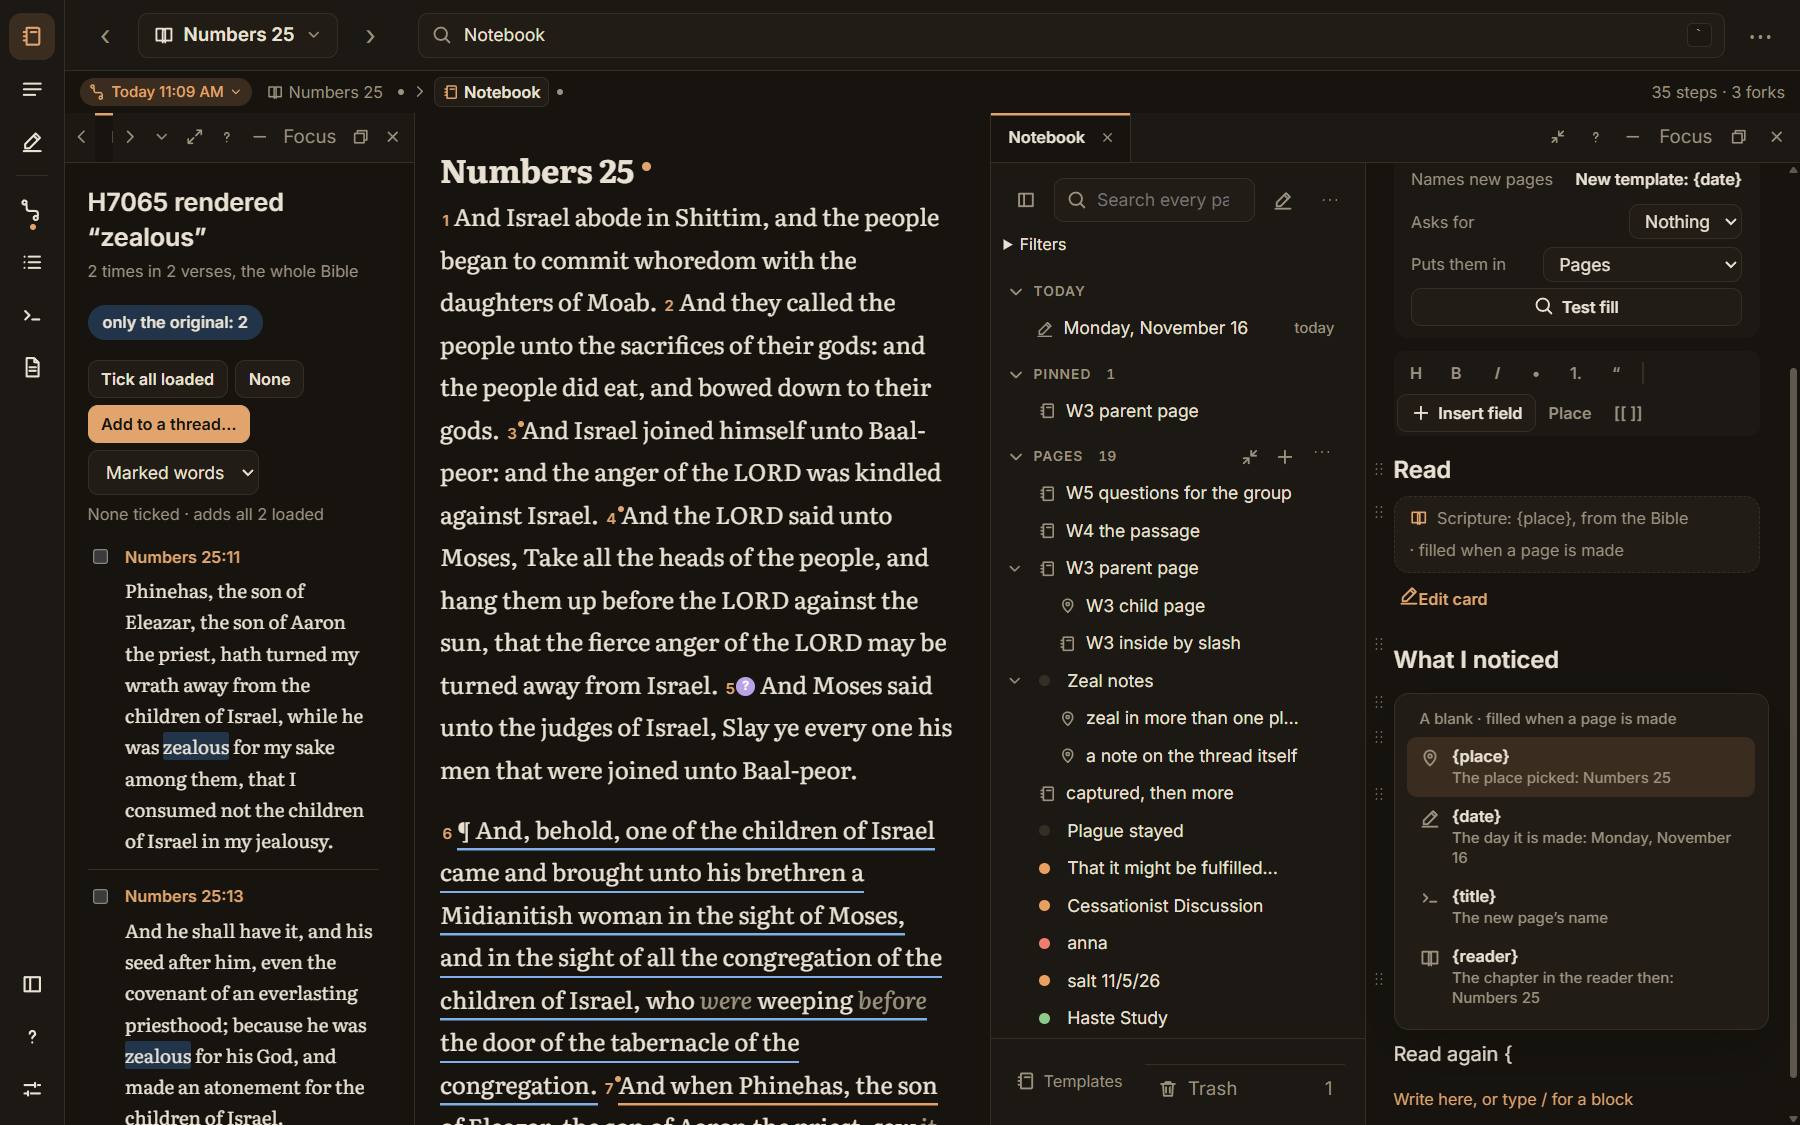 Numbers 25
Notebook
`
Today 11:09 AM
Numbers 25
Notebook
35 steps · 3 forks
? Focus
H7065 rendered
“zealous”
2 times in 2 verses, the whole Bible
only the original: 2
Tick all loaded
None
Add to a thread...
Marked words
None ticked · adds all 2 loaded
Numbers 25:11
Phinehas, the son of
Eleazar, the son of Aaron
the priest, hath turned my
wrath away from the
children of Israel, while he
was zealous for my sake
among them, that I
consumed not the children
of Israel in my jealousy.
Numbers 25:13
And he shall have it, and his
seed after him, even the
covenant of an everlasting
priesthood; because he was
zealous for his God, and
made an atonement for the
children of Israel.
?
Numbers 25
1 And Israel abode in Shittim, and the people
began to commit whoredom with the
daughters of Moab. 2 And they called the
people unto the sacrifices of their gods: and
the people did eat, and bowed down to their
gods. 3 And Israel joined himself unto Baal-
peor: and the anger of the LORD was kindled
against Israel. 4 And the LORD said unto
Moses, Take all the heads of the people, and
hang them up before the LORD against the
sun, that the fierce anger of the LORD may be
turned away from Israel. 5 ? And Moses said
unto the judges of Israel, Slay ye every one his
men that were joined unto Baal-peor.
6 ¶ And, behold, one of the children of Israel
came and brought unto his brethren a
Midianitish woman in the sight of Moses,
and in the sight of all the congregation of the
children of Israel, who were weeping before
the door of the tabernacle of the
congregation. 7 And when Phinehas, the son
of Eleazar, the son of Aaron the priest, saw it
Notebook
? Focus
Search every pa
Filters
TODAY
Monday, November 16 today
PINNED 1
W3 parent page
PAGES 19
W5 questions for the group
W4 the passage
W3 parent page
W3 child page
W3 inside by slash
Zeal notes
zeal in more than one pl...
a note on the thread itself
captured, then more
Plague stayed
That it might be fulfilled...
Cessationist Discussion
anna
salt 11/5/26
Haste Study
Templates
Trash 1
Names new pages New template: {date}
Asks for Nothing
Puts them in Pages
Test fill
H B I • 1. “
+ Insert field Place [[ ]]
Read
Scripture: {place}, from the Bible
· filled when a page is made
Edit card
What I noticed
A blank · filled when a page is made
{place}
The place picked: Numbers 25
{date}
The day it is made: Monday, November
16
{title}
The new page’s name
{reader}
The chapter in the reader then:
Numbers 25
Read again {
Write here, or type / for a block